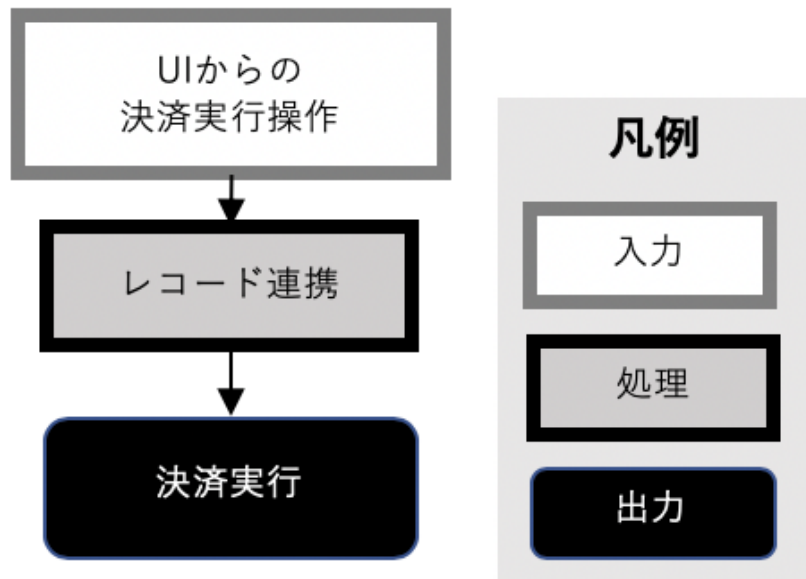 UIからの
決済実行操作
レコード連携
決済実行
凡例
入力
処理
出力